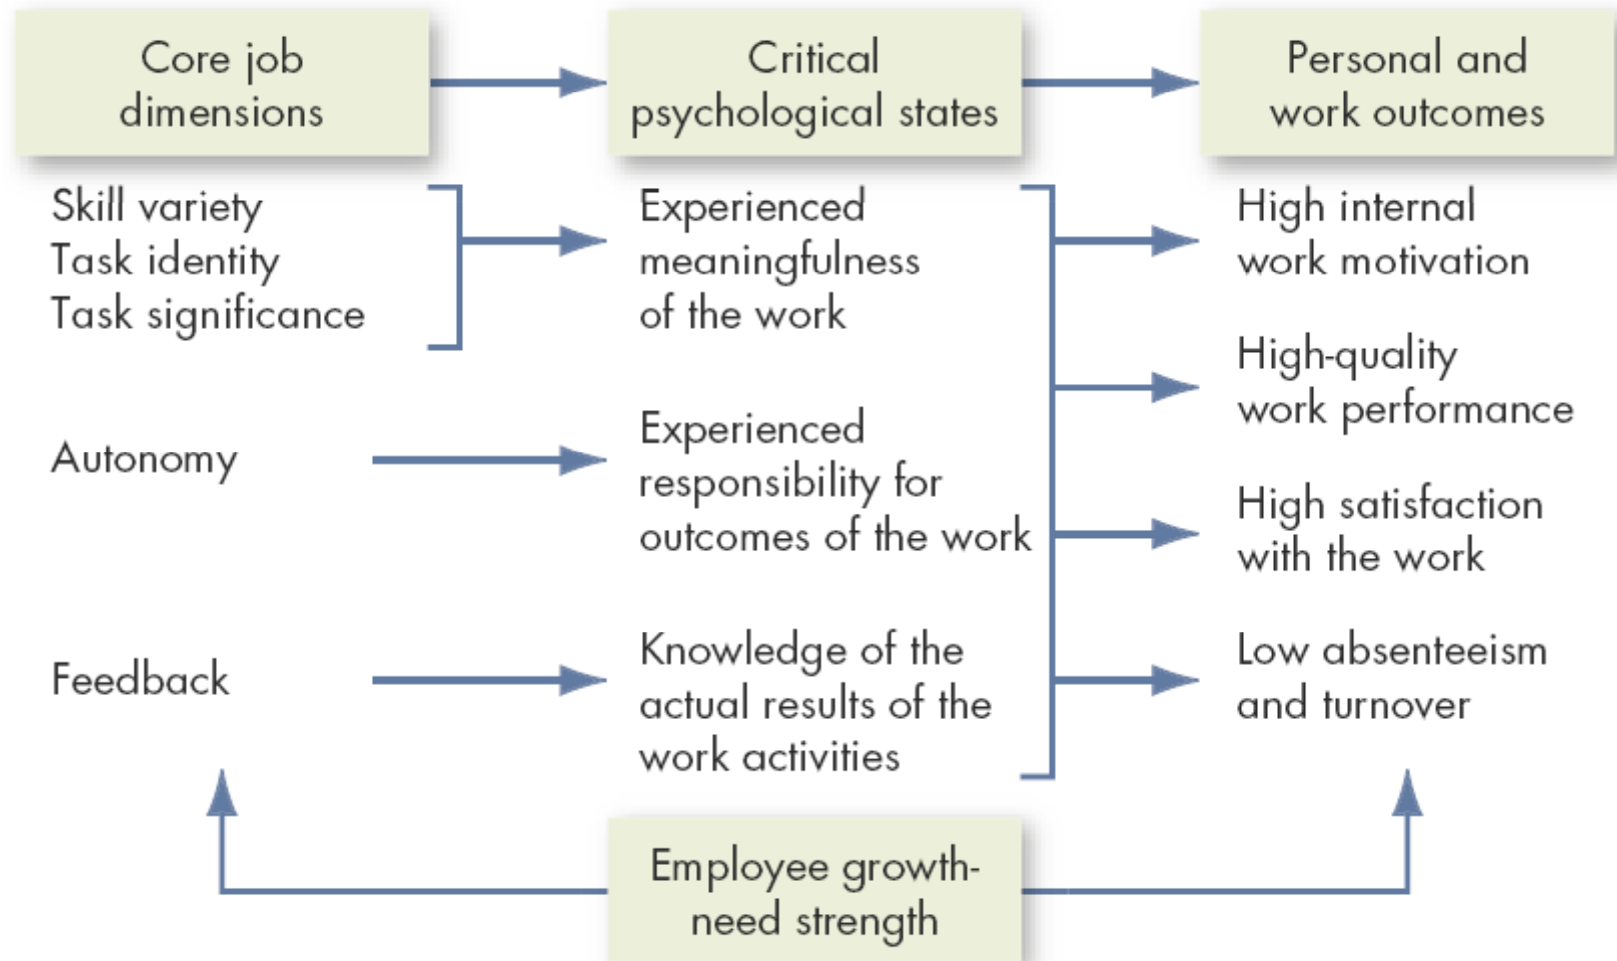 Core job
dimensions
Critical
psychological states
Personal and
work outcomes
Skill variety
Task identity
Task significance
Experienced
meaningfulness
of the work
High internal
work motivation
High-quality
work performance
Autonomy
Experienced
responsibility for
outcomes of the work
High satisfaction
with the work
Feedback
Knowledge of the
actual results of the
work activities
Low absenteeism
and turnover
Employee growth-
need strength